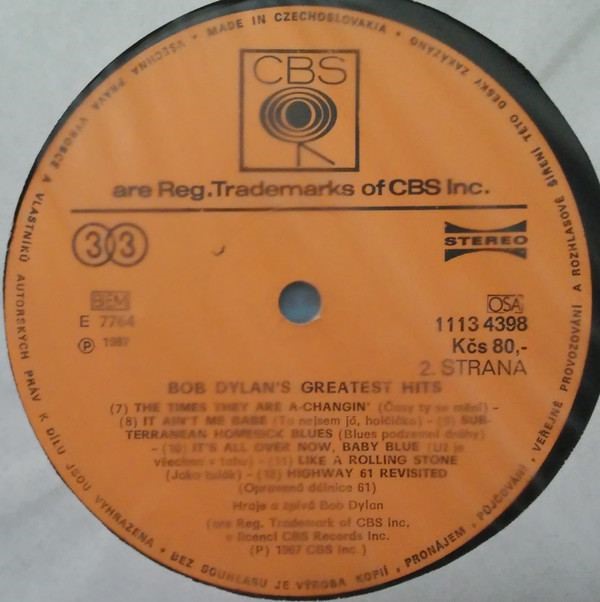 • MADE IN CZECHOSLOVAKIA •
VŠECHNA PRÁVA VÝROBCE A VLASTNÍKŮ AUTORSKÝCH PRÁV K DÍLU JSOU VYHRAZENA • BEZ SOUHLASU JE VÝROBA KOPIÍ, PRONÁJEM, PŮJČOVÁNÍ, VEŘEJNÉ PROVOZOVÁNÍ A ROZHLASOVÉ ŠÍŘENÍ TÉTO DESKY ZAKÁZÁNO
CBS
are Reg.Trademarks of CBS Inc.
33
STEREO
BEM
E 7764
Ⓟ 1987
OSA
1113 4398
Kčs 80,-
2. STRANA
BOB DYLAN'S GREATEST HITS
(7) THE TIMES THEY ARE A-CHANGIN' (Časy ty se mění) –
(8) IT AIN'T ME BABE (To nejsem já, holčičko) – (9) SUB-
TERRANEAN HOMESICK BLUES (Blues podzemní dráhy)
– (10) IT'S ALL OVER NOW, BABY BLUE (Už je
všechno v tahu) – (11) LIKE A ROLLING STONE
(Jako tulák) – (12) HIGHWAY 61 REVISITED
(Opravená dálnice 61)
Hraje a zpívá Bob Dylan
(are Reg. Trademark of CBS Inc,
v licenci CBS Records Inc.
(P) 1967 CBS Inc.)